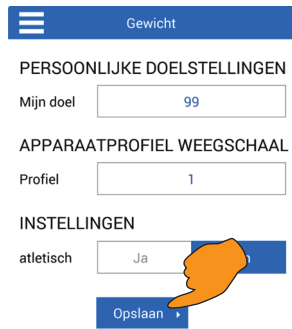 Gewicht
PERSOONLIJKE DOELSTELLINGEN
Mijn doel 99
APPARAATPROFIEL WEEGSCHAAL
Profiel 1
INSTELLINGEN
atletisch Ja
Opslaan